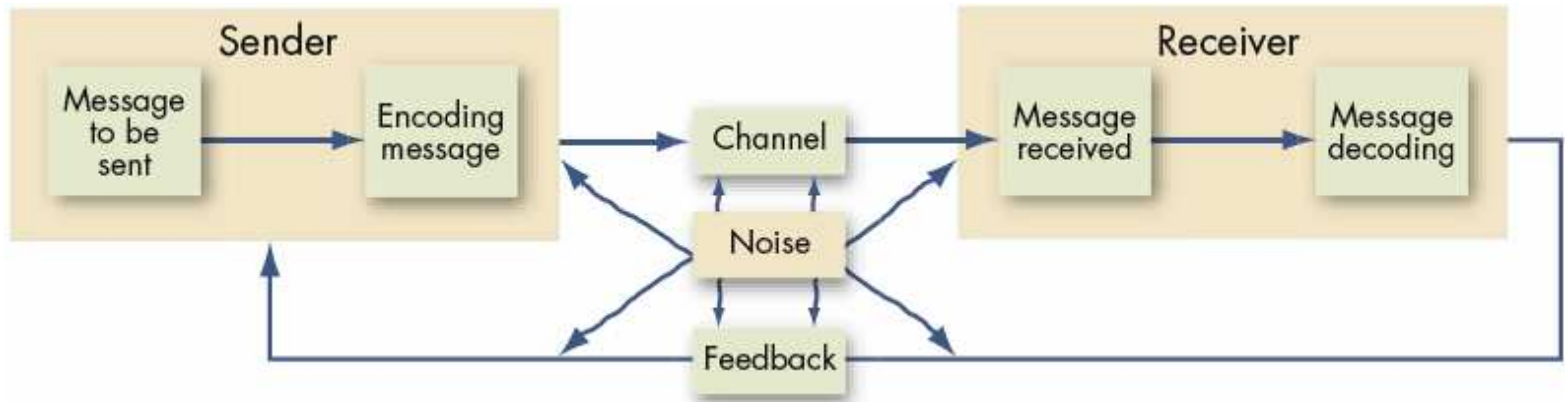 Sender
Message
to be
sent
Encoding
message
Channel
Noise
Feedback
Receiver
Message
received
Message
decoding